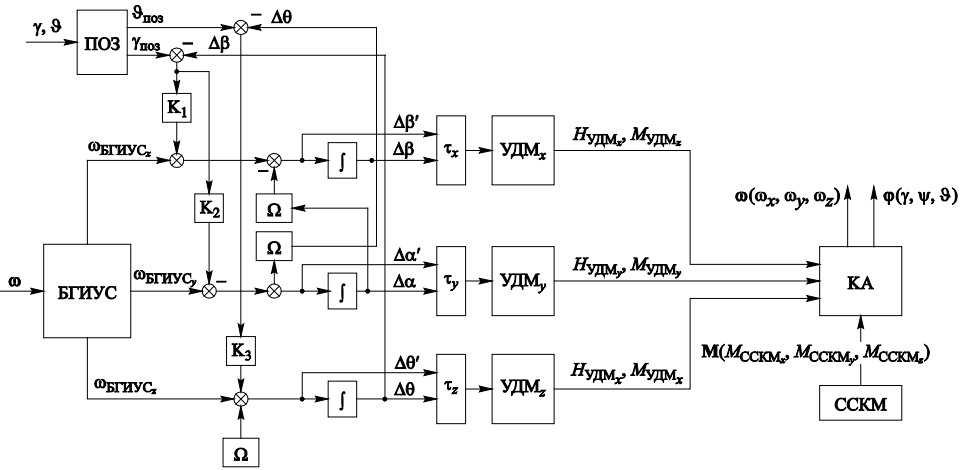 γ, ϑ
ПОЗ
ϑпоз
γпоз
−
Δθ
−
Δβ
K1
ωБГИУСx
−
Δβ′
Δβ
∫
τx
УДМx
HУДМx, MУДМx
K2
Ω
Ω
ω(ωx, ωy, ωz)
φ(γ, ψ, ϑ)
ω
БГИУС
ωБГИУСy
−
Δα′
Δα
∫
τy
УДМy
HУДМy, MУДМy
КА
K3
ωБГИУСz
Δθ′
Δθ
∫
τz
УДМz
HУДМx, MУДМx
M(MССКМx, MССКМy, MССКМz)
ССКМ
Ω